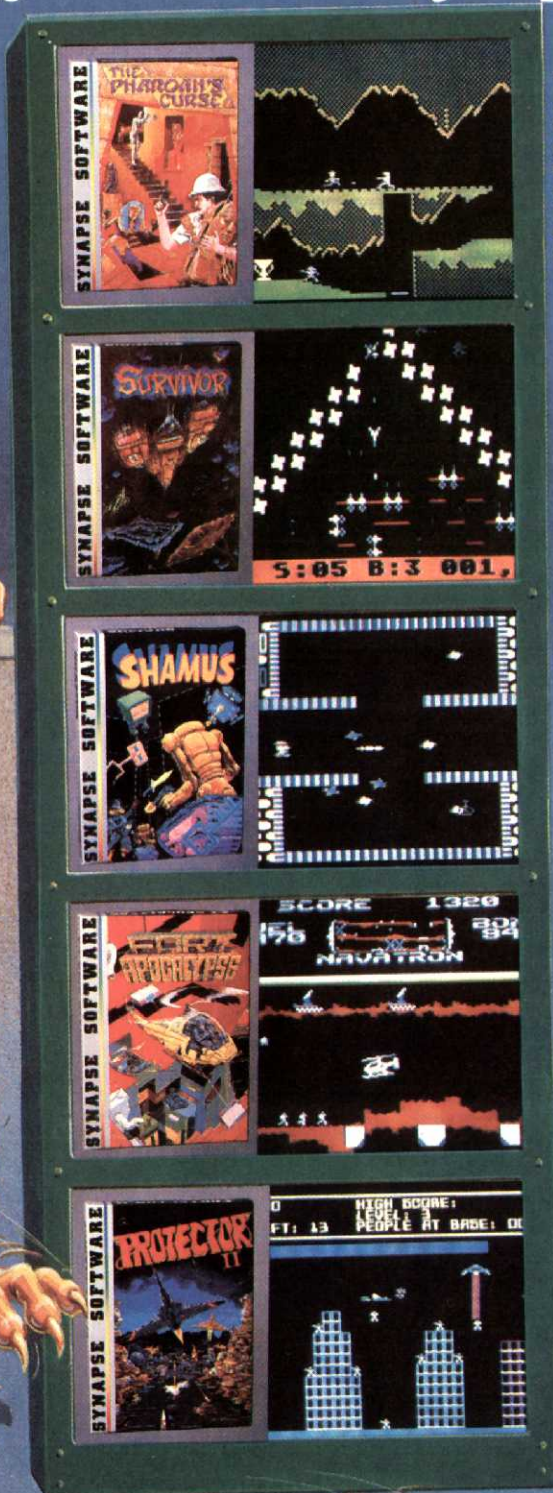 SYNAPSE SOFTWARE
THE
PHAROAH'S
CURSE
SYNAPSE SOFTWARE
SURVIVOR
S:05 B:3 001,
SYNAPSE SOFTWARE
SHAMUS
SYNAPSE SOFTWARE
FORT
APOCALYPSE
SCORE 1320
NAVATRON
SYNAPSE SOFTWARE
PROTECTOR
II
HIGH SCORE:
LEVEL: 3
FT: 13 PEOPLE AT BASE: